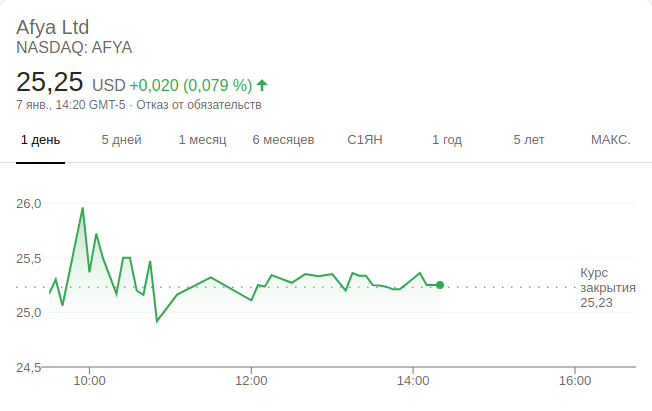 Afya Ltd
NASDAQ: AFYA
25,25 USD +0,020 (0,079 %)
7 янв., 14:20 GMT-5 · Отказ от обязательств
1 день 5 дней 1 месяц 6 месяцев С1ЯН 1 год 5 лет МАКС.
26,0
25,5
Курс
закрытия
25,23
25,0
24,5
10:00 12:00 14:00 16:00